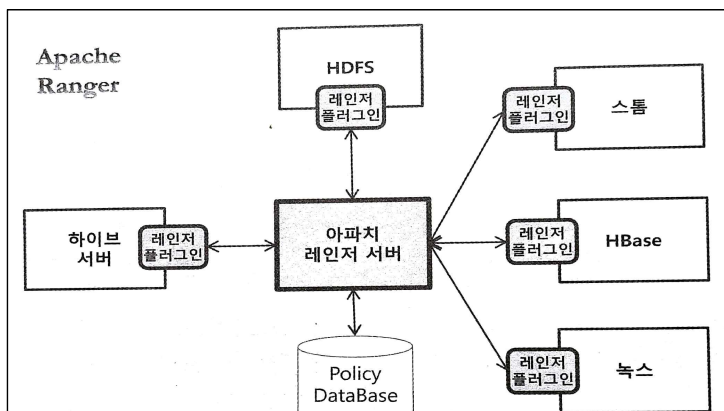 Apache
Ranger
HDFS
레인저
플러그인
레인저
플러그인
스톰
하이브
서버
레인저
플러그인
아파치
레인저 서버
레인저
플러그인
HBase
Policy
DataBase
레인저
플러그인
녹스